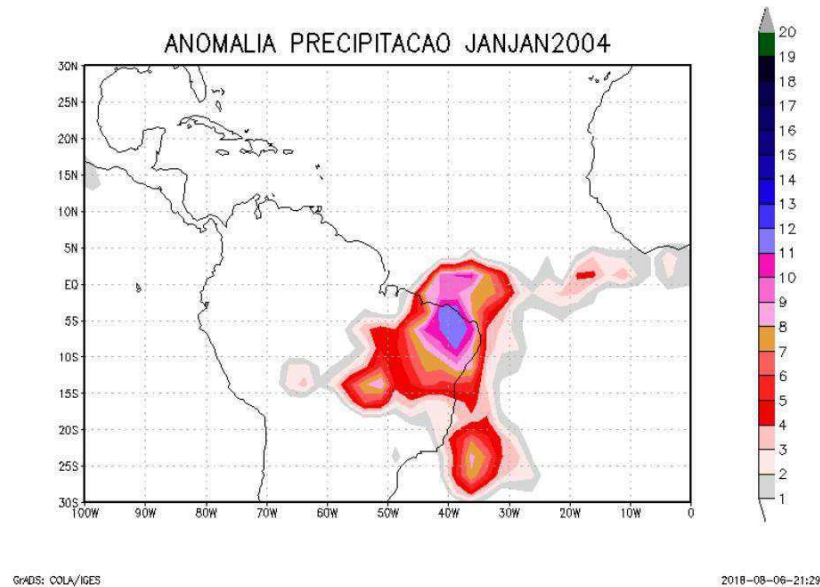 ANOMALIA PRECIPITACAO JANJAN2004
30N
25N
20N
15N
10N
5N
EQ
5S
10S
15S
20S
25S
30S
100W 90W 80W 70W 60W 50W 40W 30W 20W 10W 0
20
19
18
17
16
15
14
13
12
11
10
9
8
7
6
5
4
3
2
1
GrADS: COLA/IGES
2018-08-06-21:29